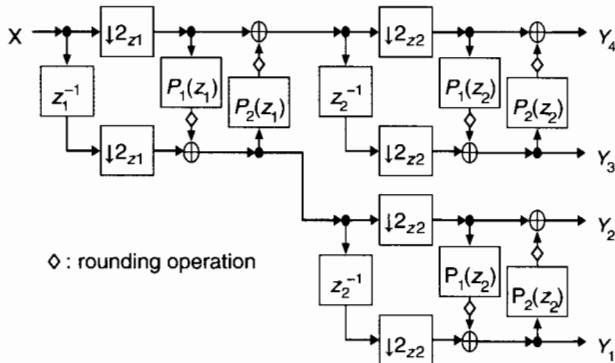 X ↓2z1 ↓2z2 Y4
z1^-1 P1(z1) P2(z1) z2^-1 P1(z2) P2(z2)
↓2z1 ↓2z2 Y3
↓2z2 Y2
◊ : rounding operation
z2^-1 P1(z2) P2(z2)
↓2z2 Y1